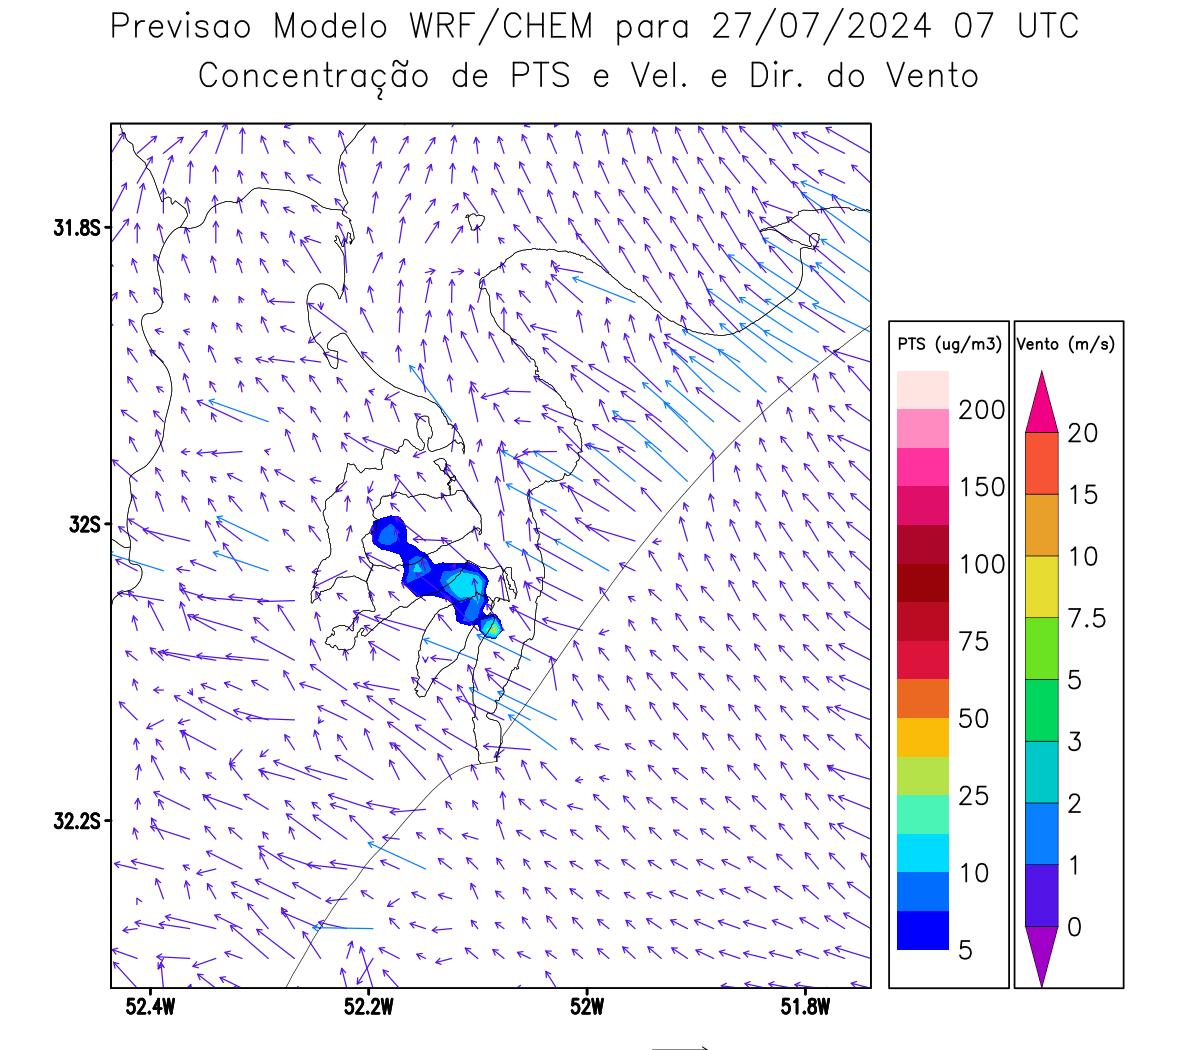 Previsao Modelo WRF/CHEM para 27/07/2024 07 UTC
Concentração de PTS e Vel. e Dir. do Vento
31.8S
32S
32.2S
52.4W 52.2W 52W 51.8W
PTS (ug/m3)
200
150
100
75
50
25
10
5
Vento (m/s)
20
15
10
7.5
5
3
2
1
0